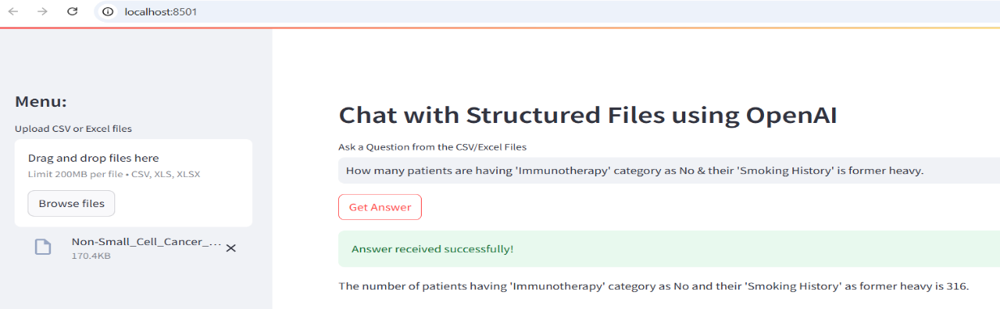 localhost:8501
Menu:
Upload CSV or Excel files
Drag and drop files here
Limit 200MB per file • CSV, XLS, XLSX
Browse files
Non-Small_Cell_Cancer_...
170.4KB
Chat with Structured Files using OpenAI
Ask a Question from the CSV/Excel Files
How many patients are having 'Immunotherapy' category as No & their 'Smoking History' is former heavy.
Get Answer
Answer received successfully!
The number of patients having 'Immunotherapy' category as No and their 'Smoking History' as former heavy is 316.